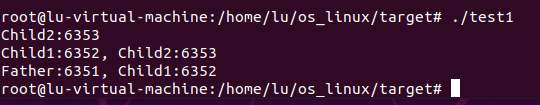 root@lu-virtual-machine:/home/lu/os_linux/target# ./test1
Child2:6353
Child1:6352, Child2:6353
Father:6351, Child1:6352
root@lu-virtual-machine:/home/lu/os_linux/target#